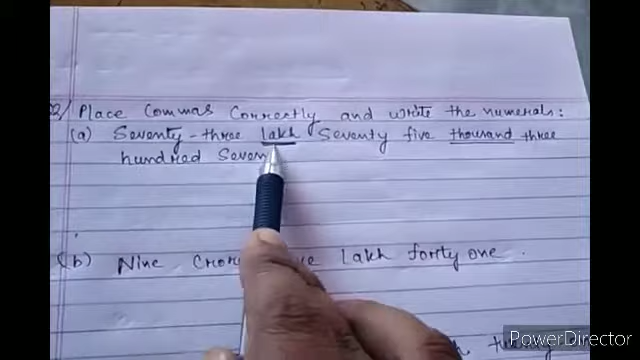 Place Commas Correctly and write the numerals:
(a) Seventy-three lakh Seventy five thousand three
hundred Seven
(b) Nine lakh forty one.
PowerDirector